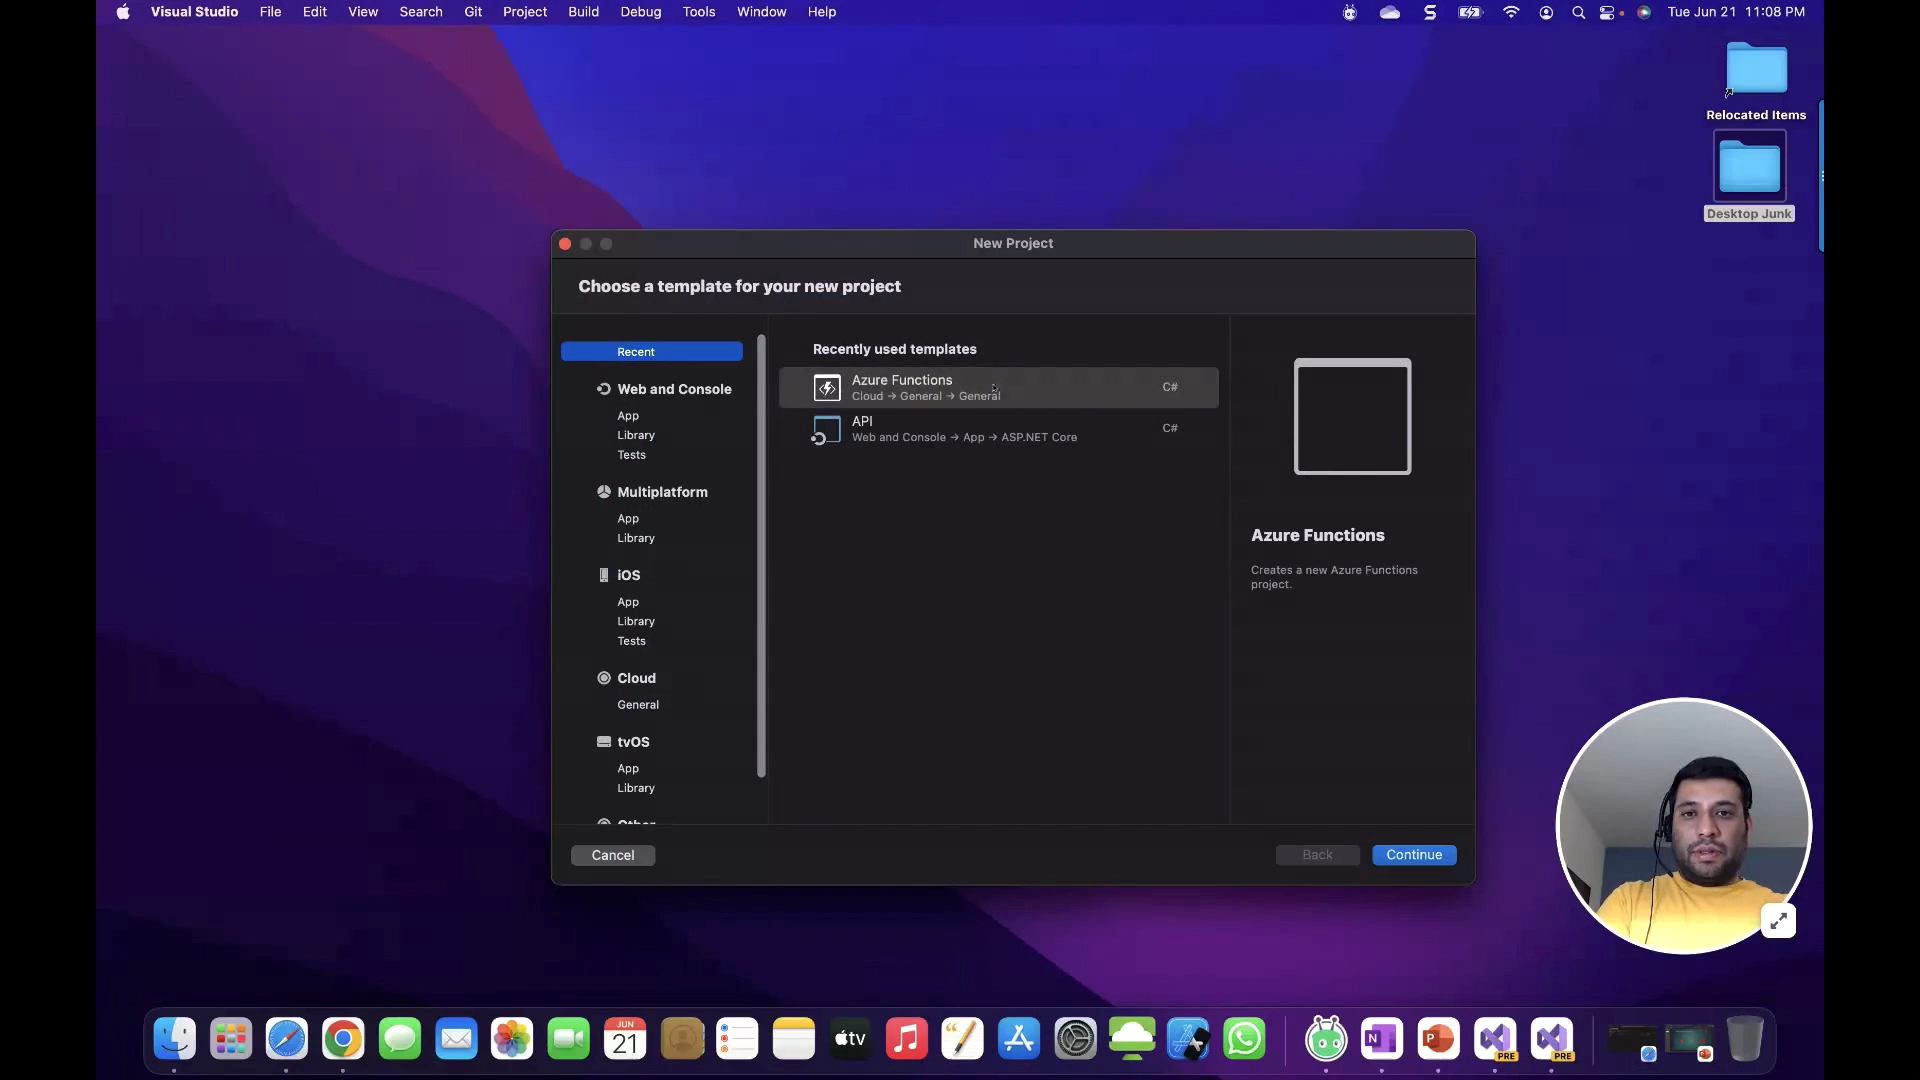 Visual Studio File Edit View Search Git Project Build Debug Tools Window Help
Tue Jun 21 11:08 PM
Relocated Items
Desktop Junk
New Project
Choose a template for your new project
Recent
Web and Console
App
Library
Tests
Multiplatform
App
Library
iOS
App
Library
Tests
Cloud
General
tvOS
App
Library
Recently used templates
Azure Functions
Cloud → General → General
C#
API
Web and Console → App → ASP.NET Core
C#
Azure Functions
Creates a new Azure Functions
project.
Cancel
Back
Continue
JUN
21
tv
N
P
PRE
PRE